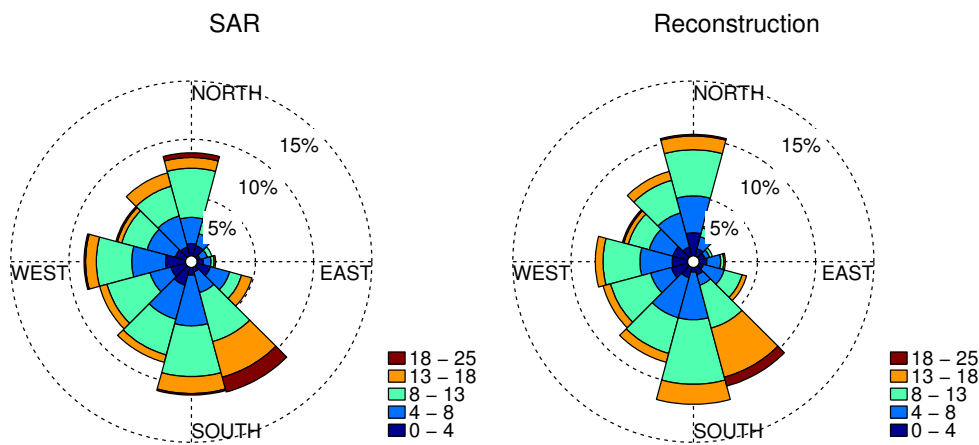 SAR
NORTH
15%
10%
5%
WEST
EAST
SOUTH
18 – 25
13 – 18
8 – 13
4 – 8
0 – 4
Reconstruction
NORTH
15%
10%
5%
WEST
EAST
SOUTH
18 – 25
13 – 18
8 – 13
4 – 8
0 – 4